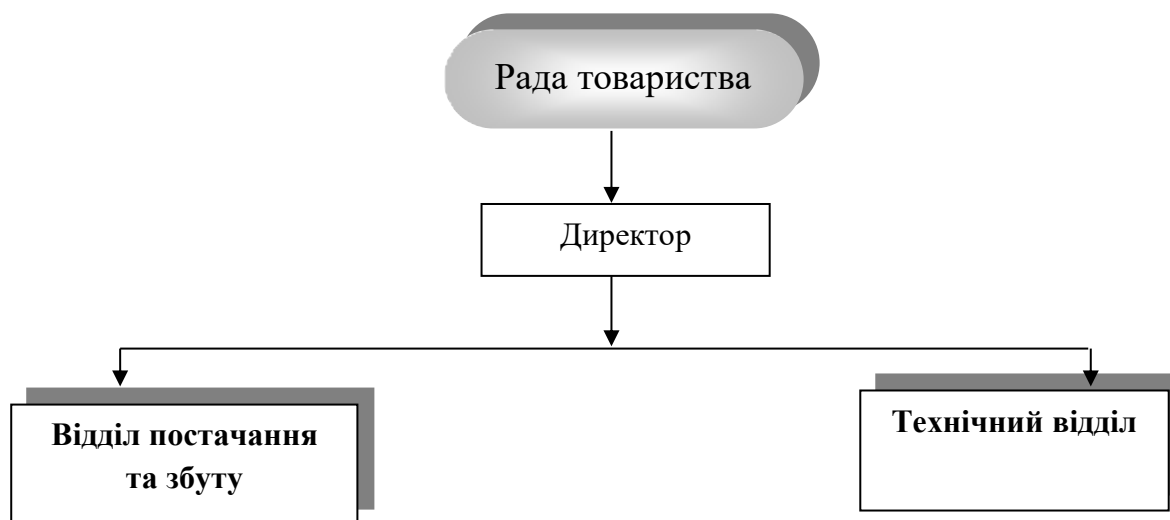 Рада товариства
Директор
Відділ постачання
та збуту
Технічний відділ